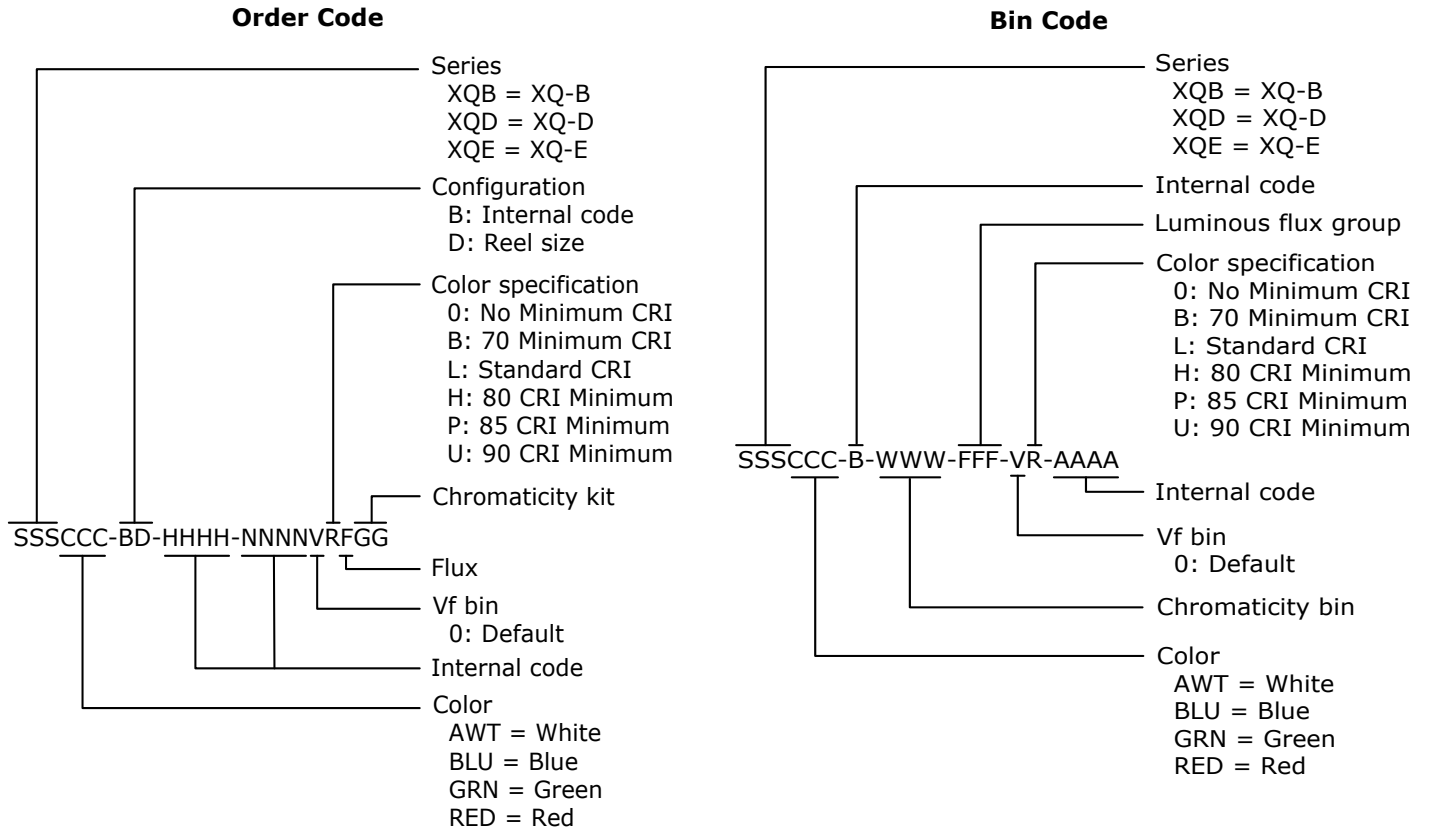 Order Code
Series
XQB = XQ-B
XQD = XQ-D
XQE = XQ-E
Configuration
B: Internal code
D: Reel size
Color specification
0: No Minimum CRI
B: 70 Minimum CRI
L: Standard CRI
H: 80 CRI Minimum
P: 85 CRI Minimum
U: 90 CRI Minimum
Chromaticity kit
SSSCCC-BD-HHHH-NNNNVRFGG
Flux
Vf bin
0: Default
Internal code
Color
AWT = White
BLU = Blue
GRN = Green
RED = Red
Bin Code
Series
XQB = XQ-B
XQD = XQ-D
XQE = XQ-E
Internal code
Luminous flux group
Color specification
0: No Minimum CRI
B: 70 Minimum CRI
L: Standard CRI
H: 80 CRI Minimum
P: 85 CRI Minimum
U: 90 CRI Minimum
SSSCCC-B-WWW-FFF-VR-AAAA
Internal code
Vf bin
0: Default
Chromaticity bin
Color
AWT = White
BLU = Blue
GRN = Green
RED = Red